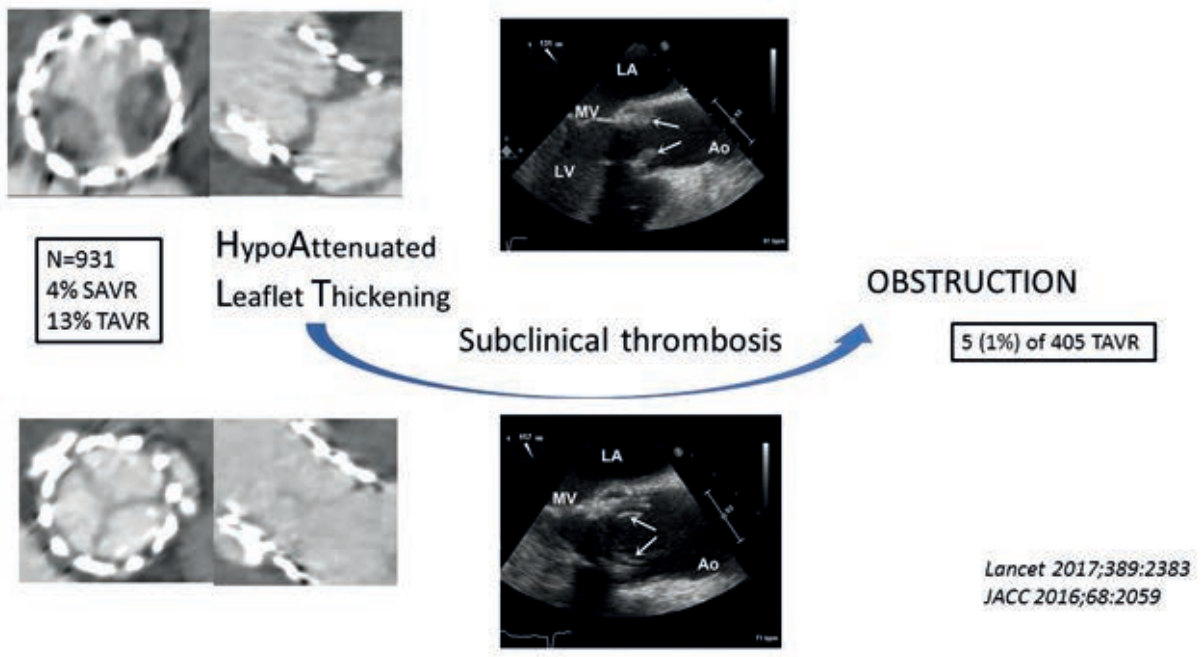 131
LA
MV
LV
Ao
N=931
4% SAVR
13% TAVR
HypoAttenuated
Leaflet Thickening
Subclinical thrombosis
OBSTRUCTION
5 (1%) of 405 TAVR
LA
MV
Ao
Lancet 2017;389:2383
JACC 2016;68:2059